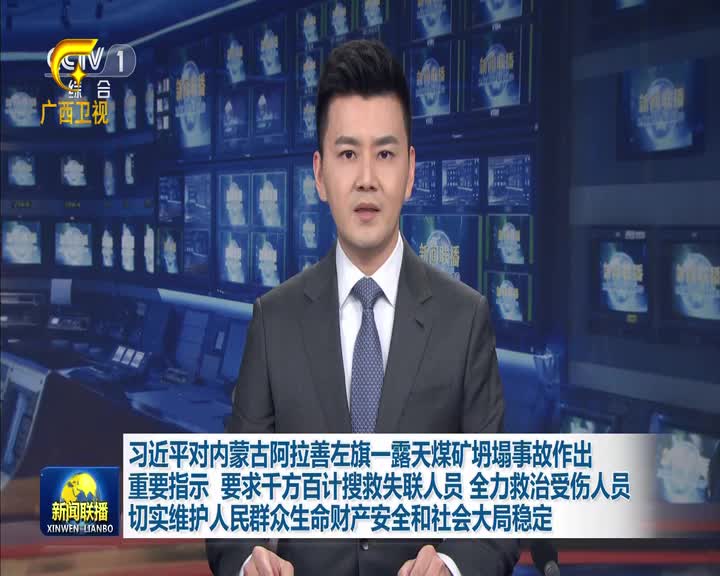 CCTV 1
综合
广西卫视
新闻联播
习近平对内蒙古阿拉善左旗一露天煤矿坍塌事故作出
重要指示 要求千方百计搜救失联人员 全力救治受伤人员
切实维护人民群众生命财产安全和社会大局稳定
新闻联播
XINWEN-LIANBO